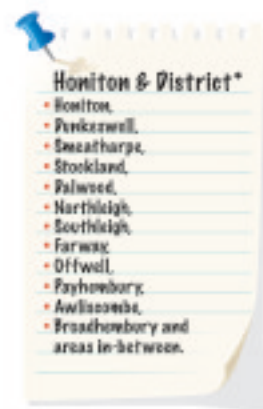 Honiton & District*
• Honiton,
• Dunkeswell,
• Smeatharpe,
• Stockland,
• Dalwood,
• Northleigh,
• Southleigh,
• Farway,
• Offwell,
• Payhembury,
• Awliscombe,
• Broadhembury and
areas in-between.